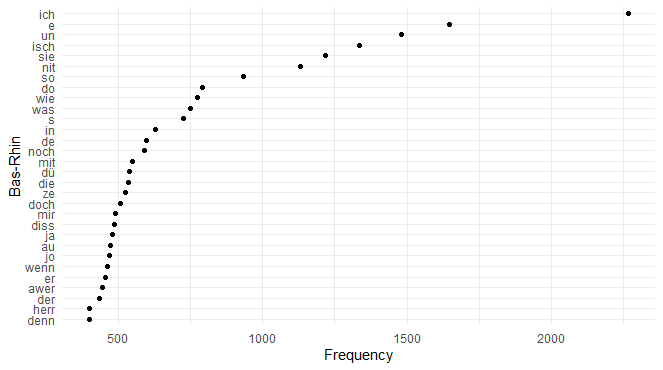 ich
e
un
isch
sie
nit
so
do
wie
was
s
in
de
noch
mit
dü
die
ze
doch
mir
diss
ja
au
jo
wenn
er
awer
der
herr
denn
Bas-Rhin
500 1000 1500 2000
Frequency